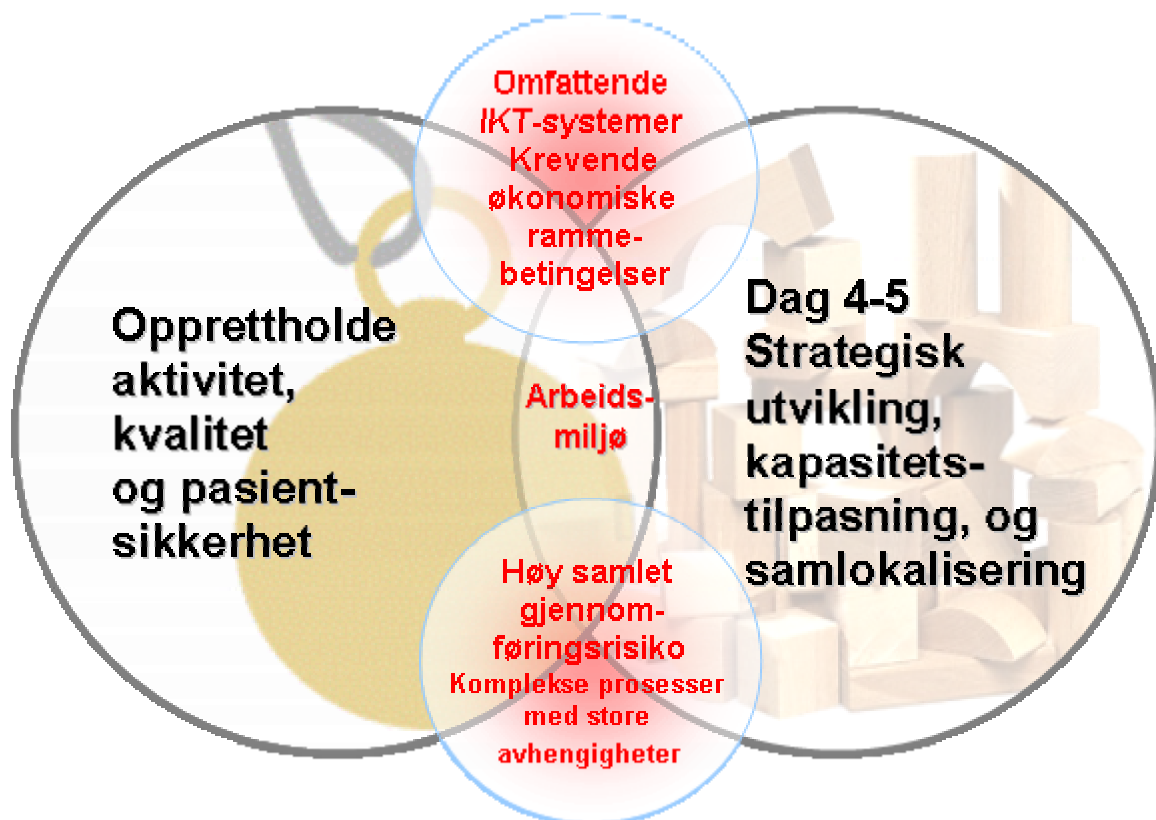 Omfattende
IKT-systemer
Krevende
økonomiske
ramme-
betingelser
Opprettholde
aktivitet,
kvalitet
og pasient-
sikkerhet
Arbeids-
miljø
Dag 4-5
Strategisk
utvikling,
kapasitets-
tilpasning, og
samlokalisering
Høy samlet
gjennom-
føringsrisiko
Komplekse prosesser
med store
avhengigheter